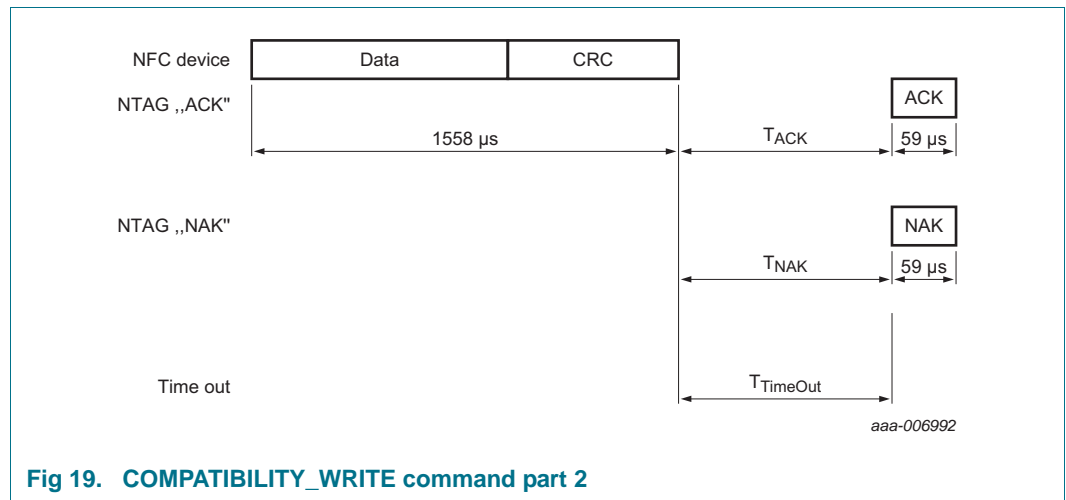 NFC device Data CRC
NTAG ,,ACK" ACK
1558 µs TACK 59 µs
NTAG ,,NAK" NAK
TNAK 59 µs
Time out TTimeOut
aaa-006992
Fig 19. COMPATIBILITY_WRITE command part 2